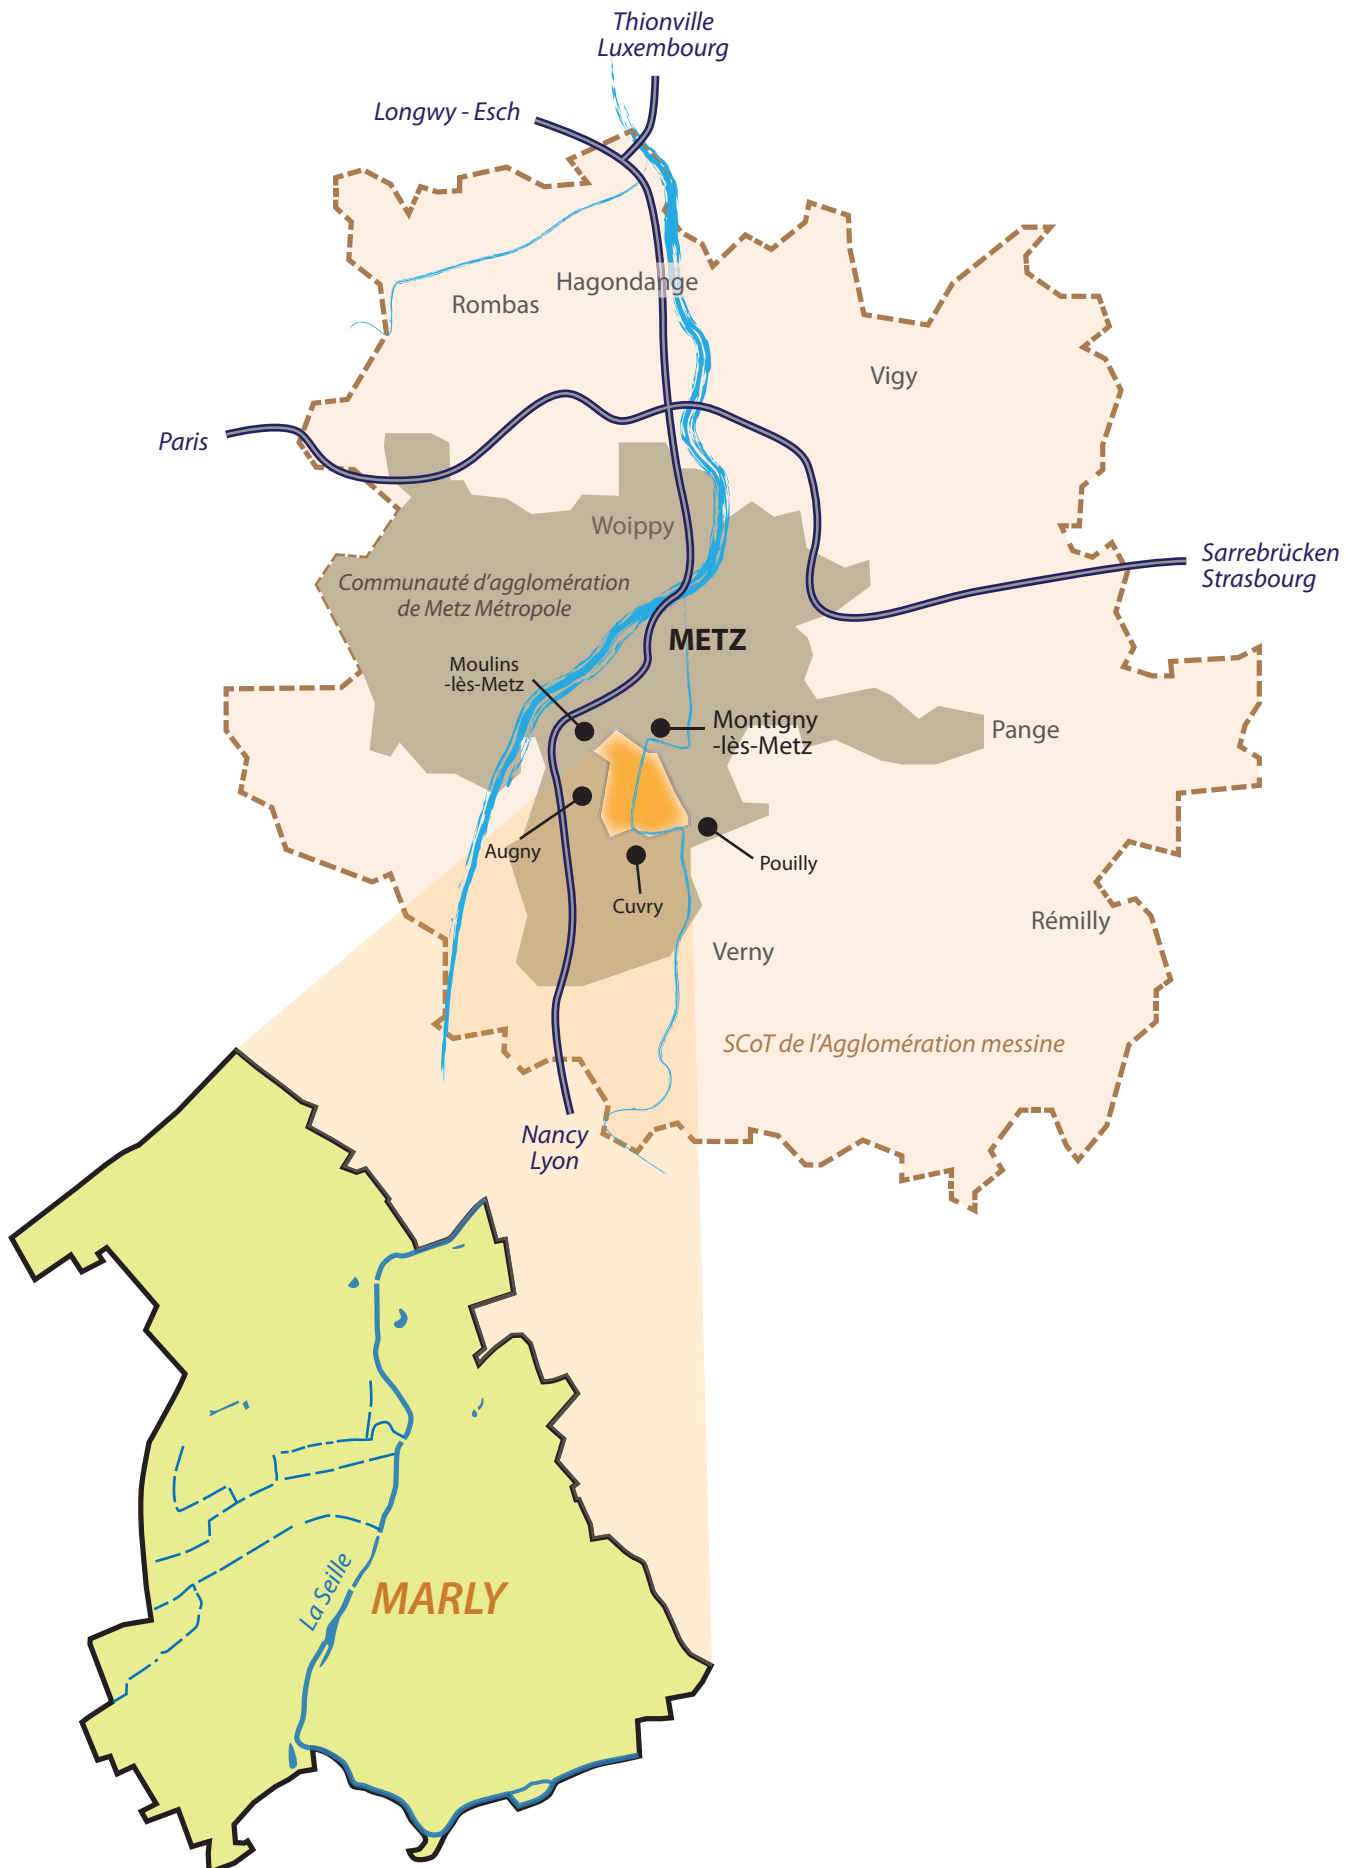 Thionville
Luxembourg
Longwy - Esch
Hagondange
Rombas
Vigy
Paris
Woippy
Sarrebrücken
Strasbourg
Communauté d'agglomération
de Metz Métropole
METZ
Moulins
-lès-Metz
Montigny
-lès-Metz
Pange
Augny
Pouilly
Cuvry
Rémilly
Verny
SCoT de l'Agglomération messine
Nancy
Lyon
La Seille
MARLY